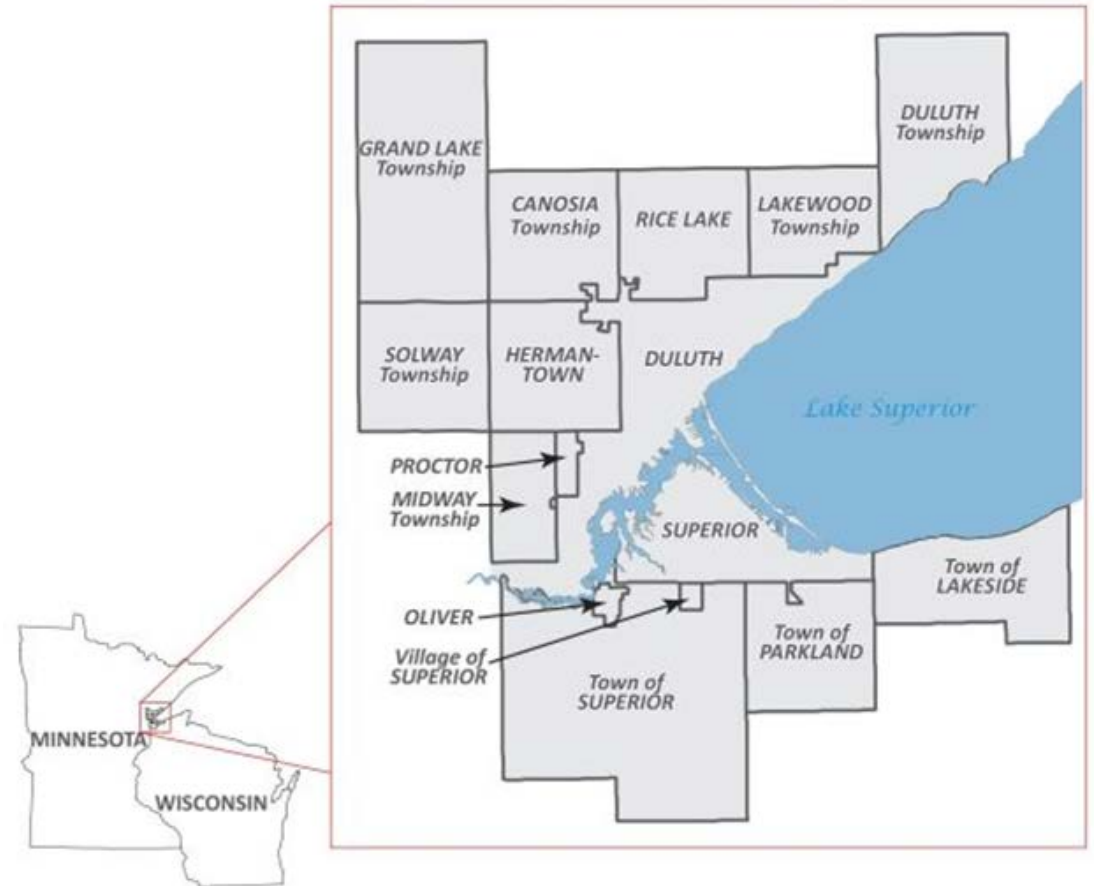 DULUTH
Township
GRAND LAKE
Township
CANOSIA
Township
RICE LAKE
LAKEWOOD
Township
SOLWAY
Township
HERMAN-
TOWN
DULUTH
Lake Superior
PROCTOR
MIDWAY
Township
SUPERIOR
Town of
LAKESIDE
OLIVER
Village of
SUPERIOR
Town of
SUPERIOR
Town of
PARKLAND
MINNESOTA
WISCONSIN